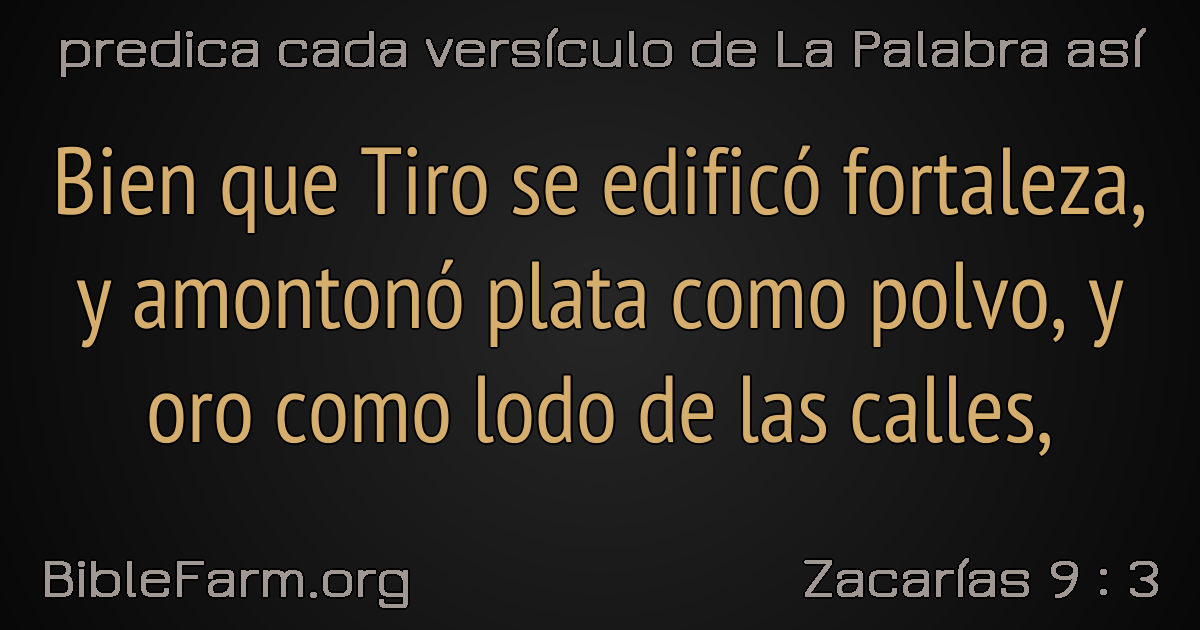 predica cada versículo de La Palabra así
Bien que Tiro se edificó fortaleza,
y amontonó plata como polvo, y
oro como lodo de las calles,
BibleFarm.org
Zacarías 9 : 3